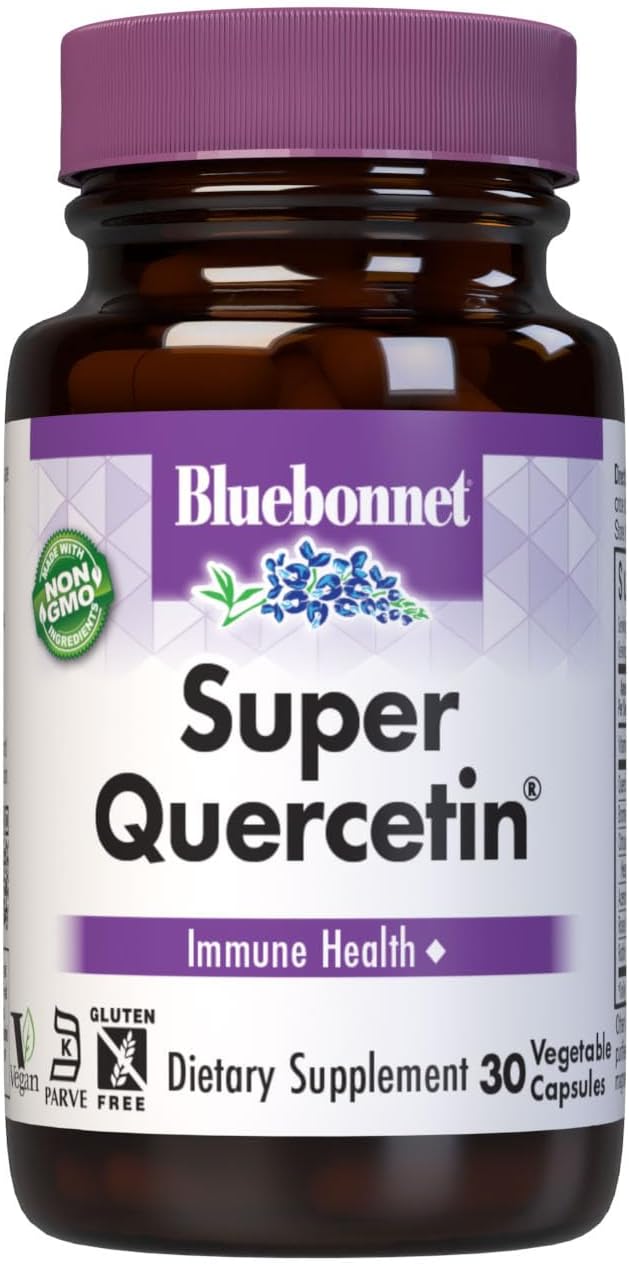 Bluebonnet®
MADE WITH
NON
GMO
INGREDIENTS
Super
Quercetin®
Immune Health ♦
Vegan
K
PARVE
GLUTEN
FREE
Dietary Supplement 30 Vegetable
Capsules